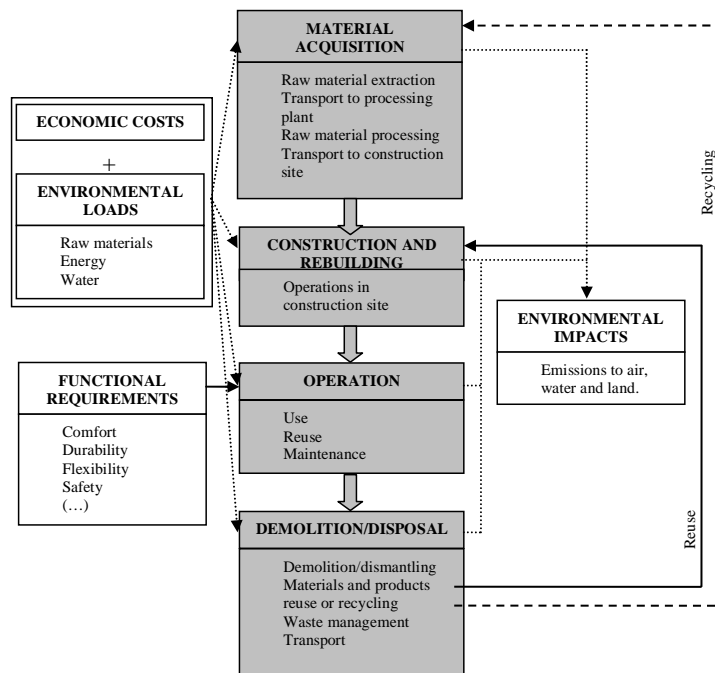 MATERIAL
ACQUISITION
Raw material extraction
Transport to processing
plant
Raw material processing
Transport to construction
site
ECONOMIC COSTS
+
ENVIRONMENTAL
LOADS
Raw materials
Energy
Water
CONSTRUCTION AND
REBUILDING
Operations in
construction site
ENVIRONMENTAL
IMPACTS
Emissions to air,
water and land.
FUNCTIONAL
REQUIREMENTS
Comfort
Durability
Flexibility
Safety
(…)
OPERATION
Use
Reuse
Maintenance
DEMOLITION/DISPOSAL
Demolition/dismantling
Materials and products
reuse or recycling
Waste management
Transport
Reuse
Recycling